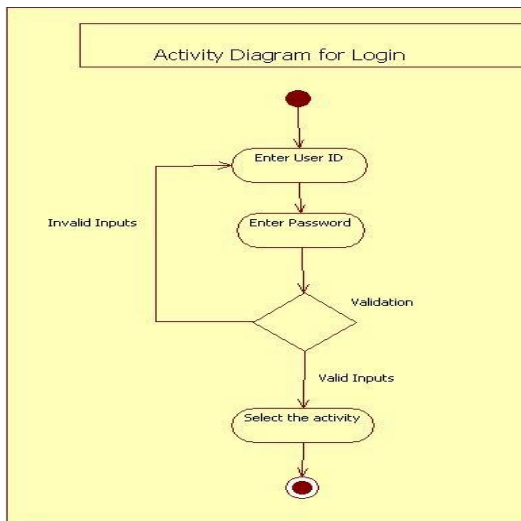 Activity Diagram for Login
Enter User ID
Invalid Inputs
Enter Password
Validation
Valid Inputs
Select the activity